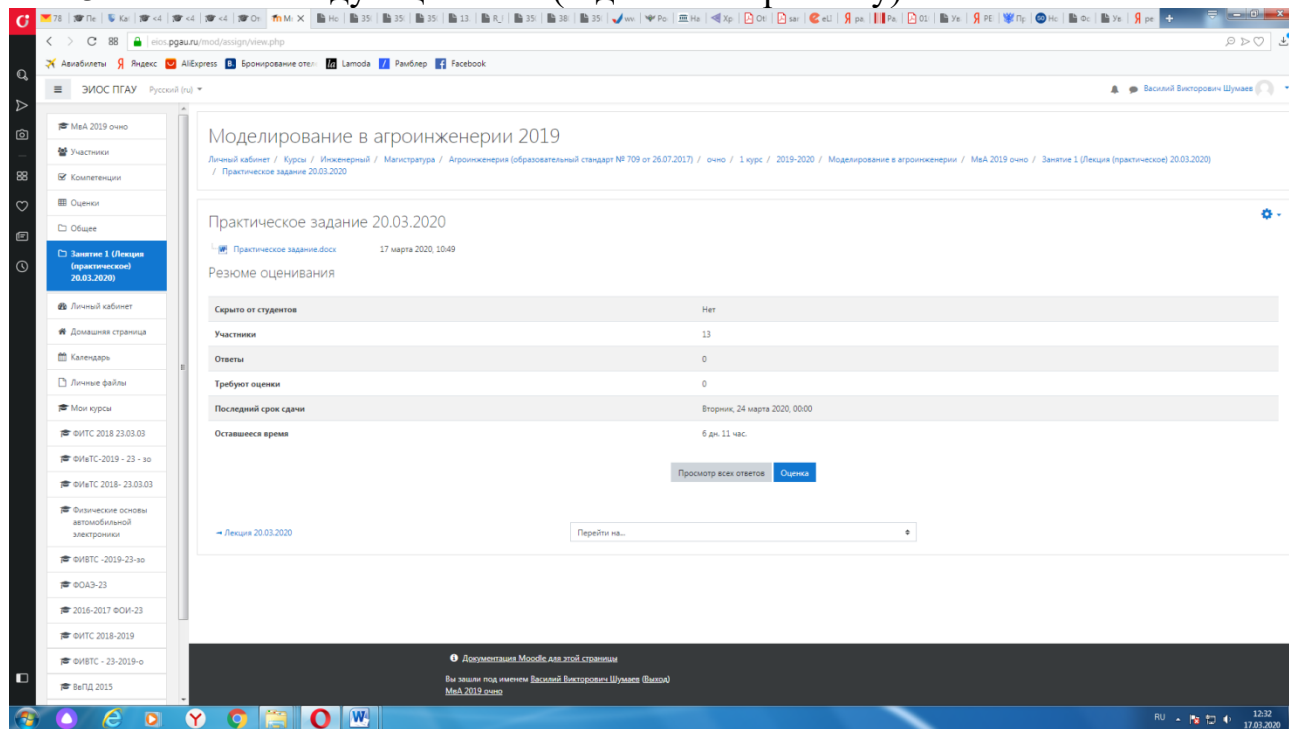 78
eios.pgau.ru/mod/assign/view.php
Авиабилеты Яндекс AliExpress Бронирование отел Lamoda Рамблер Facebook
ЭИОС ПГАУ Русский (ru)
Василий Викторович Шумаев
МвА 2019 очно
Участники
Компетенции
Оценки
Общее
Занятие 1 (Лекция
(практическое)
20.03.2020)
Личный кабинет
Домашняя страница
Календарь
Личные файлы
Мои курсы
ФИТС 2018 23.03.03
ФИвТС-2019 - 23 - зо
ФИвТС 2018- 23.03.03
Физические основы
автомобильной
электроники
ФИВТС -2019-23-зо
ФОАЭ-23
2016-2017 ФОИ-23
ФИТС 2018-2019
ФИВТС - 23-2019-о
ВвПД 2015
Моделирование в агроинженерии 2019
Личный кабинет / Курсы / Инженерный / Магистратура / Агроинженерия (образовательный стандарт № 709 от 26.07.2017) / очно / 1 курс / 2019-2020 / Моделирование в агроинженерии / МвА 2019 очно / Занятие 1 (Лекция (практическое) 20.03.2020)
/ Практическое задание 20.03.2020
Практическое задание 20.03.2020
Практическое задание.docx 17 марта 2020, 10:49
Резюме оценивания
Скрыто от студентов Нет
Участники 13
Ответы 0
Требуют оценки 0
Последний срок сдачи Вторник, 24 марта 2020, 00:00
Оставшееся время 6 дн. 11 час.
Просмотр всех ответов Оценка
→ Лекция 20.03.2020 Перейти на...
Документация Moodle для этой страницы
Вы зашли под именем Василий Викторович Шумаев (Выход)
МвА 2019 очно
RU
12:32
17.03.2020